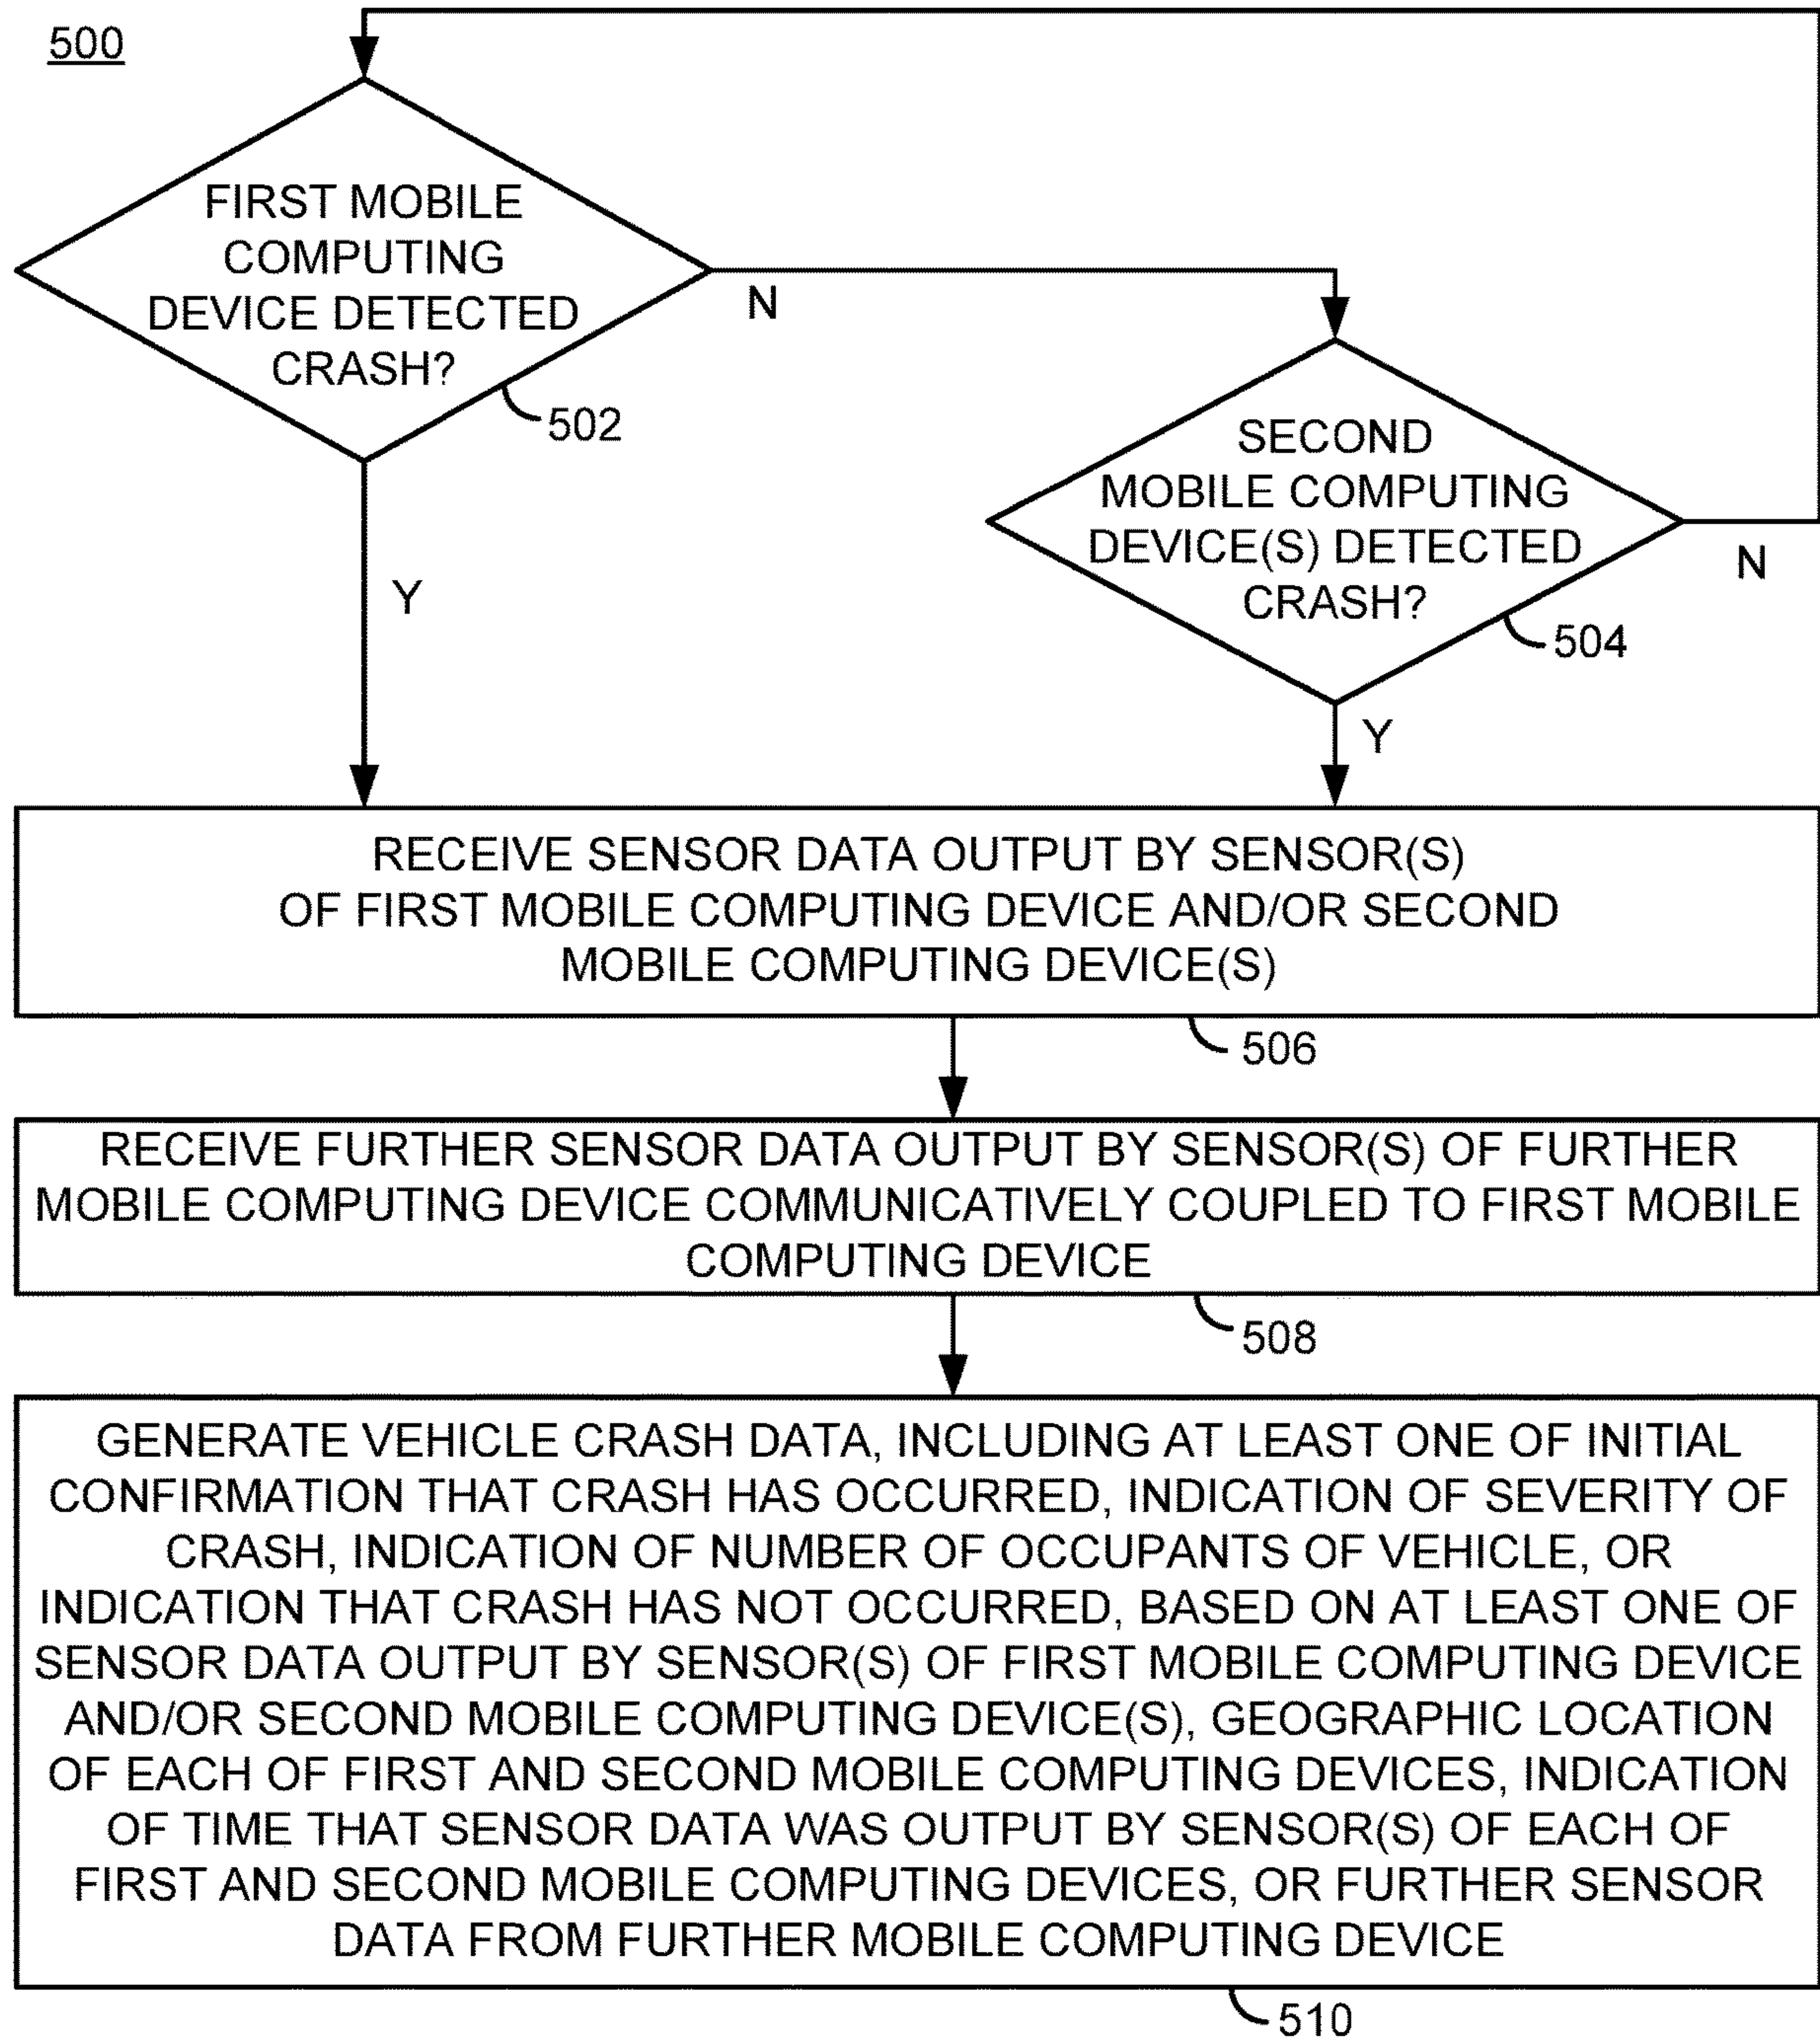 500
FIRST MOBILE
COMPUTING
DEVICE DETECTED
CRASH?
502
N
Y
SECOND
MOBILE COMPUTING
DEVICE(S) DETECTED
CRASH?
504
N
Y
RECEIVE SENSOR DATA OUTPUT BY SENSOR(S)
OF FIRST MOBILE COMPUTING DEVICE AND/OR SECOND
MOBILE COMPUTING DEVICE(S)
506
RECEIVE FURTHER SENSOR DATA OUTPUT BY SENSOR(S) OF FURTHER
MOBILE COMPUTING DEVICE COMMUNICATIVELY COUPLED TO FIRST MOBILE
COMPUTING DEVICE
508
GENERATE VEHICLE CRASH DATA, INCLUDING AT LEAST ONE OF INITIAL
CONFIRMATION THAT CRASH HAS OCCURRED, INDICATION OF SEVERITY OF
CRASH, INDICATION OF NUMBER OF OCCUPANTS OF VEHICLE, OR
INDICATION THAT CRASH HAS NOT OCCURRED, BASED ON AT LEAST ONE OF
SENSOR DATA OUTPUT BY SENSOR(S) OF FIRST MOBILE COMPUTING DEVICE
AND/OR SECOND MOBILE COMPUTING DEVICE(S), GEOGRAPHIC LOCATION
OF EACH OF FIRST AND SECOND MOBILE COMPUTING DEVICES, INDICATION
OF TIME THAT SENSOR DATA WAS OUTPUT BY SENSOR(S) OF EACH OF
FIRST AND SECOND MOBILE COMPUTING DEVICES, OR FURTHER SENSOR
DATA FROM FURTHER MOBILE COMPUTING DEVICE
510